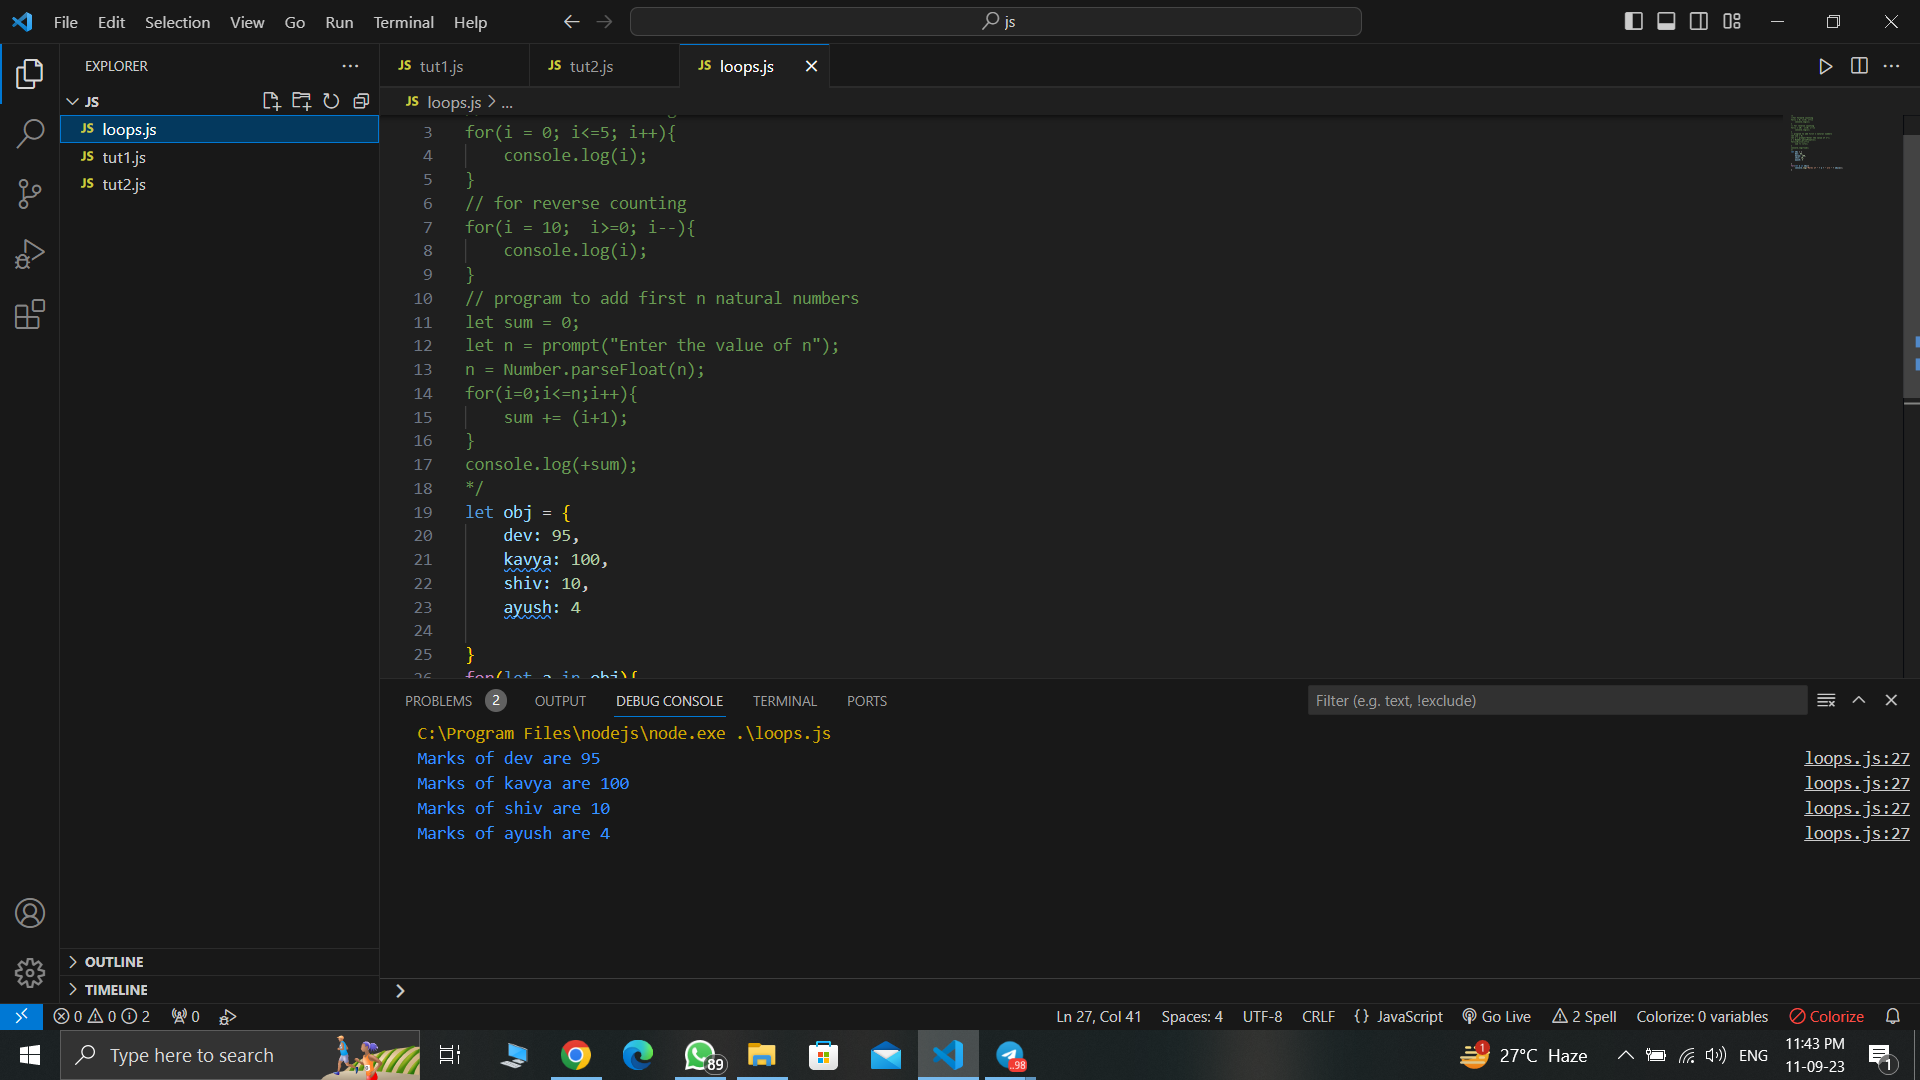 File Edit Selection View Go Run Terminal Help
js
EXPLORER
JS
JS loops.js
JS tut1.js
JS tut2.js
OUTLINE
TIMELINE
JS tut1.js JS tut2.js JS loops.js
JS loops.js > ...
3 for(i = 0; i<=5; i++){
4 console.log(i);
5 }
6 // for reverse counting
7 for(i = 10;  i>=0; i--){
8 console.log(i);
9 }
10 // program to add first n natural numbers
11 let sum = 0;
12 let n = prompt("Enter the value of n");
13 n = Number.parseFloat(n);
14 for(i=0;i<=n;i++){
15 sum += (i+1);
16 }
17 console.log(+sum);
18 */
19 let obj = {
20 dev: 95,
21 kavya: 100,
22 shiv: 10,
23 ayush: 4
24
25 }
26 for(let a in obj){
PROBLEMS 2 OUTPUT DEBUG CONSOLE TERMINAL PORTS Filter (e.g. text, !exclude)
C:\Program Files\nodejs\node.exe .\loops.js
Marks of dev are 95 loops.js:27
Marks of kavya are 100 loops.js:27
Marks of shiv are 10 loops.js:27
Marks of ayush are 4 loops.js:27
0 0 2 0 Ln 27, Col 41 Spaces: 4 UTF-8 CRLF {} JavaScript Go Live 2 Spell Colorize: 0 variables Colorize
Type here to search 89 ..98 1 27°C Haze ENG 11:43 PM
11-09-23 1